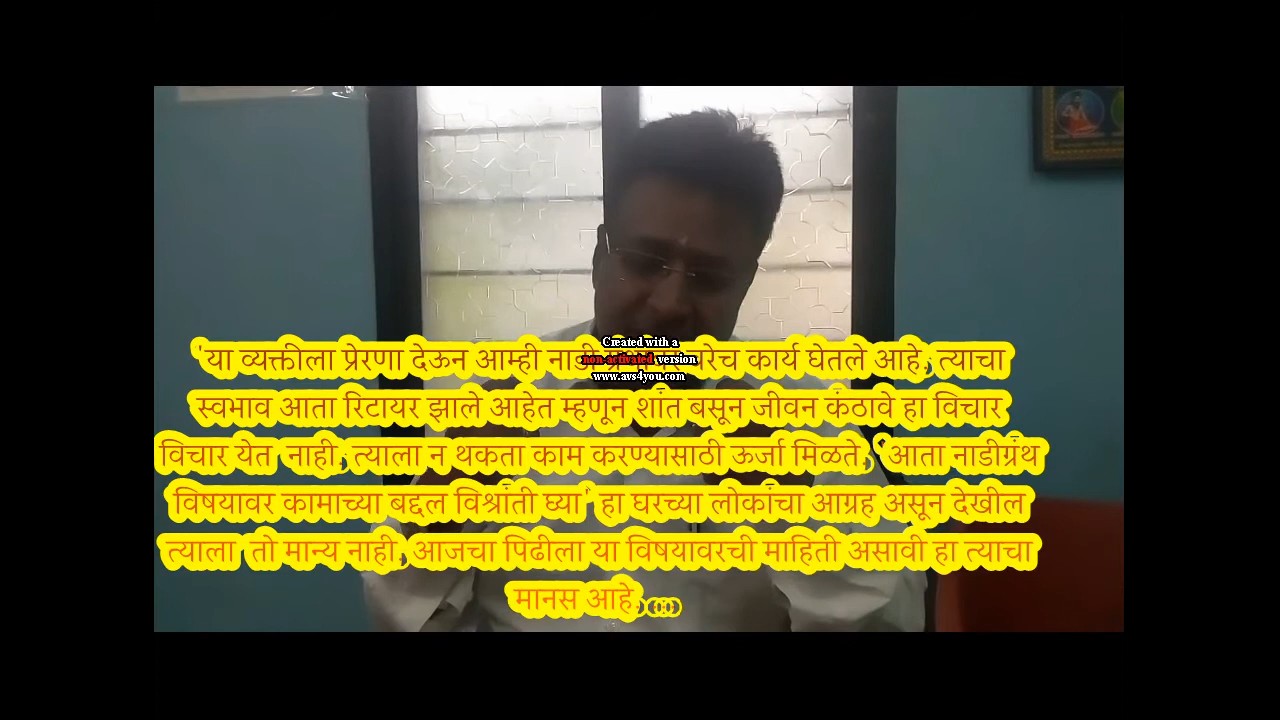 'या व्यक्तीला प्रेरणा देऊन आम्ही नाडी कार्य घेतले आहे, त्याचा
स्वभाव आता रिटायर झाले आहेत म्हणून शांत बसून जीवन कंठावे हा विचार
विचार येत नाही, त्याला न थकता काम करण्यासाठी ऊर्जा मिळते, 'आता नाडीग्रंथ
विषयावर कामाच्या बद्दल विश्रांती घ्या' हा घरच्या लोकांचा आग्रह असून देखील
त्याला तो मान्य नाही, आजचा पिढीला या विषयावरची माहिती असावी हा त्याचा
मानस आहे....
Created with a
non-activated version
www.avs4you.com